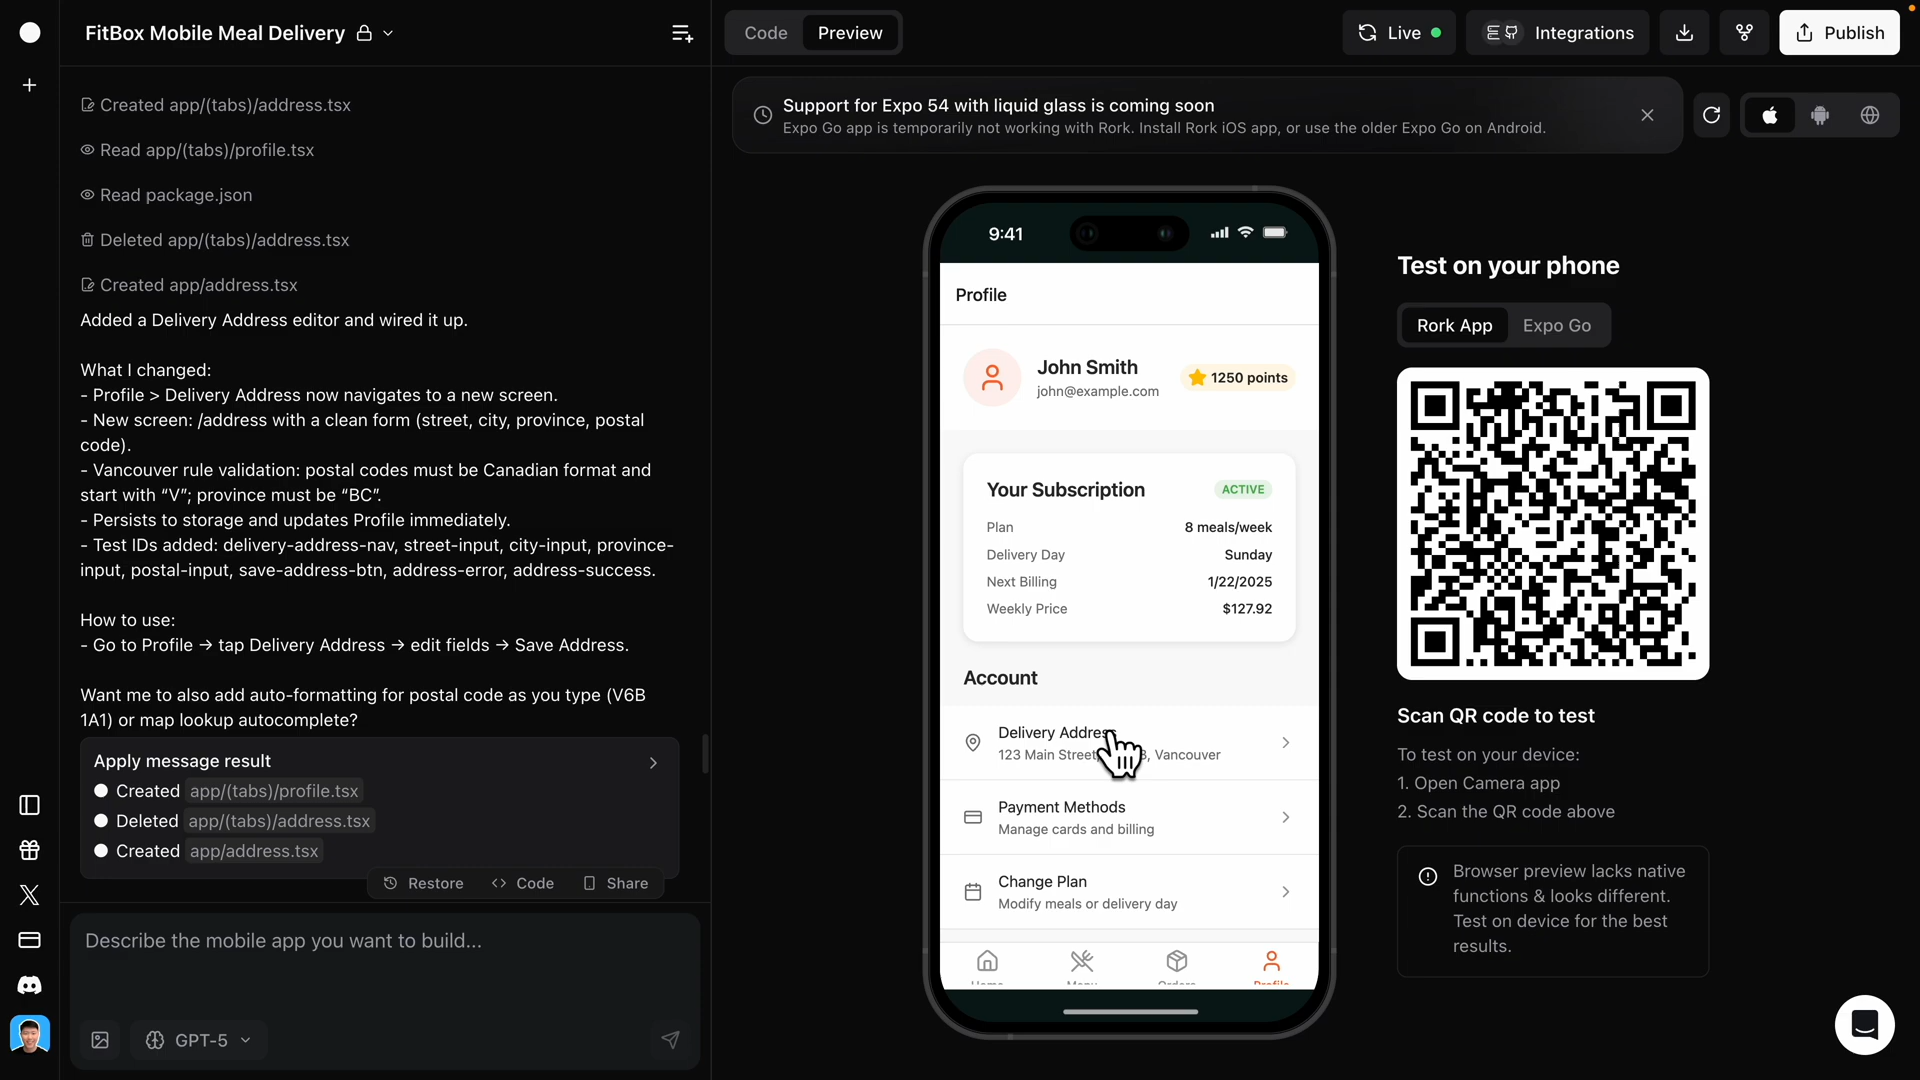 FitBox Mobile Meal Delivery
Code
Preview
Live
Integrations
Publish
Created app/(tabs)/address.tsx
Read app/(tabs)/profile.tsx
Read package.json
Deleted app/(tabs)/address.tsx
Created app/address.tsx
Added a Delivery Address editor and wired it up.
What I changed:
- Profile > Delivery Address now navigates to a new screen.
- New screen: /address with a clean form (street, city, province, postal
code).
- Vancouver rule validation: postal codes must be Canadian format and
start with “V”; province must be “BC”.
- Persists to storage and updates Profile immediately.
- Test IDs added: delivery-address-nav, street-input, city-input, province-
input, postal-input, save-address-btn, address-error, address-success.
How to use:
- Go to Profile → tap Delivery Address → edit fields → Save Address.
Want me to also add auto-formatting for postal code as you type (V6B
1A1) or map lookup autocomplete?
Apply message result
Created app/(tabs)/profile.tsx
Deleted app/(tabs)/address.tsx
Created app/address.tsx
Restore
Code
Share
Describe the mobile app you want to build...
GPT-5
Support for Expo 54 with liquid glass is coming soon
Expo Go app is temporarily not working with Rork. Install Rork iOS app, or use the older Expo Go on Android.
9:41
Profile
John Smith
john@example.com
1250 points
Your Subscription
ACTIVE
Plan
8 meals/week
Delivery Day
Sunday
Next Billing
1/22/2025
Weekly Price
$127.92
Account
Delivery Address
123 Main Street, Vancouver
Payment Methods
Manage cards and billing
Change Plan
Modify meals or delivery day
Home
Menu
Orders
Profile
Test on your phone
Rork App
Expo Go
Scan QR code to test
To test on your device:
1. Open Camera app
2. Scan the QR code above
Browser preview lacks native
functions & looks different.
Test on device for the best
results.